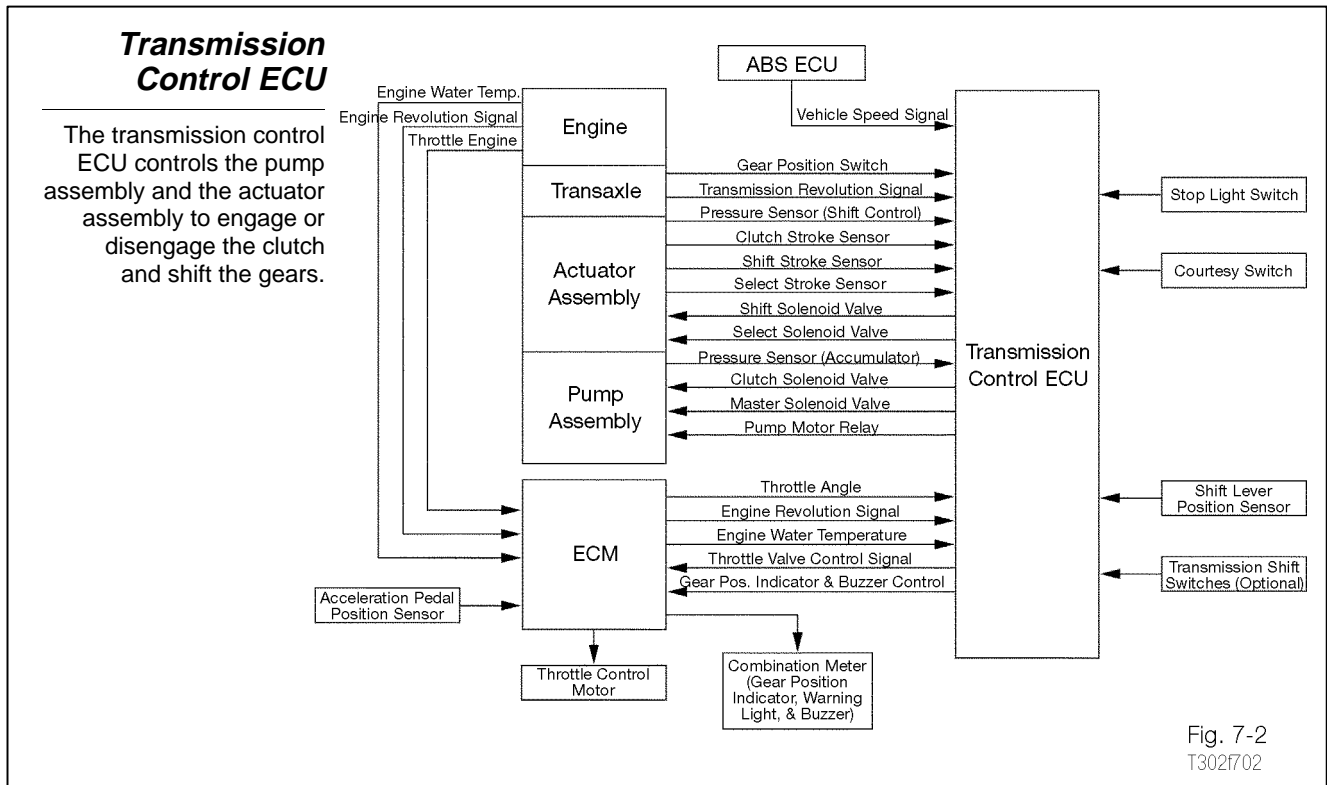 Transmission
Control ECU
The transmission control
ECU controls the pump
assembly and the actuator
assembly to engage or
disengage the clutch
and shift the gears.
ABS ECU
Vehicle Speed Signal
Engine Water Temp.
Engine Revolution Signal
Throttle Engine
Engine
Transaxle
Actuator
Assembly
Pump
Assembly
Gear Position Switch
Transmission Revolution Signal
Pressure Sensor (Shift Control)
Clutch Stroke Sensor
Shift Stroke Sensor
Select Stroke Sensor
Shift Solenoid Valve
Select Solenoid Valve
Pressure Sensor (Accumulator)
Clutch Solenoid Valve
Master Solenoid Valve
Pump Motor Relay
Transmission
Control ECU
Stop Light Switch
Courtesy Switch
Shift Lever
Position Sensor
Transmission Shift
Switches (Optional)
ECM
Throttle Angle
Engine Revolution Signal
Engine Water Temperature
Throttle Valve Control Signal
Gear Pos. Indicator & Buzzer Control
Acceleration Pedal
Position Sensor
Throttle Control
Motor
Combination Meter
(Gear Position
Indicator, Warning
Light, & Buzzer)
Fig. 7-2
T302f702